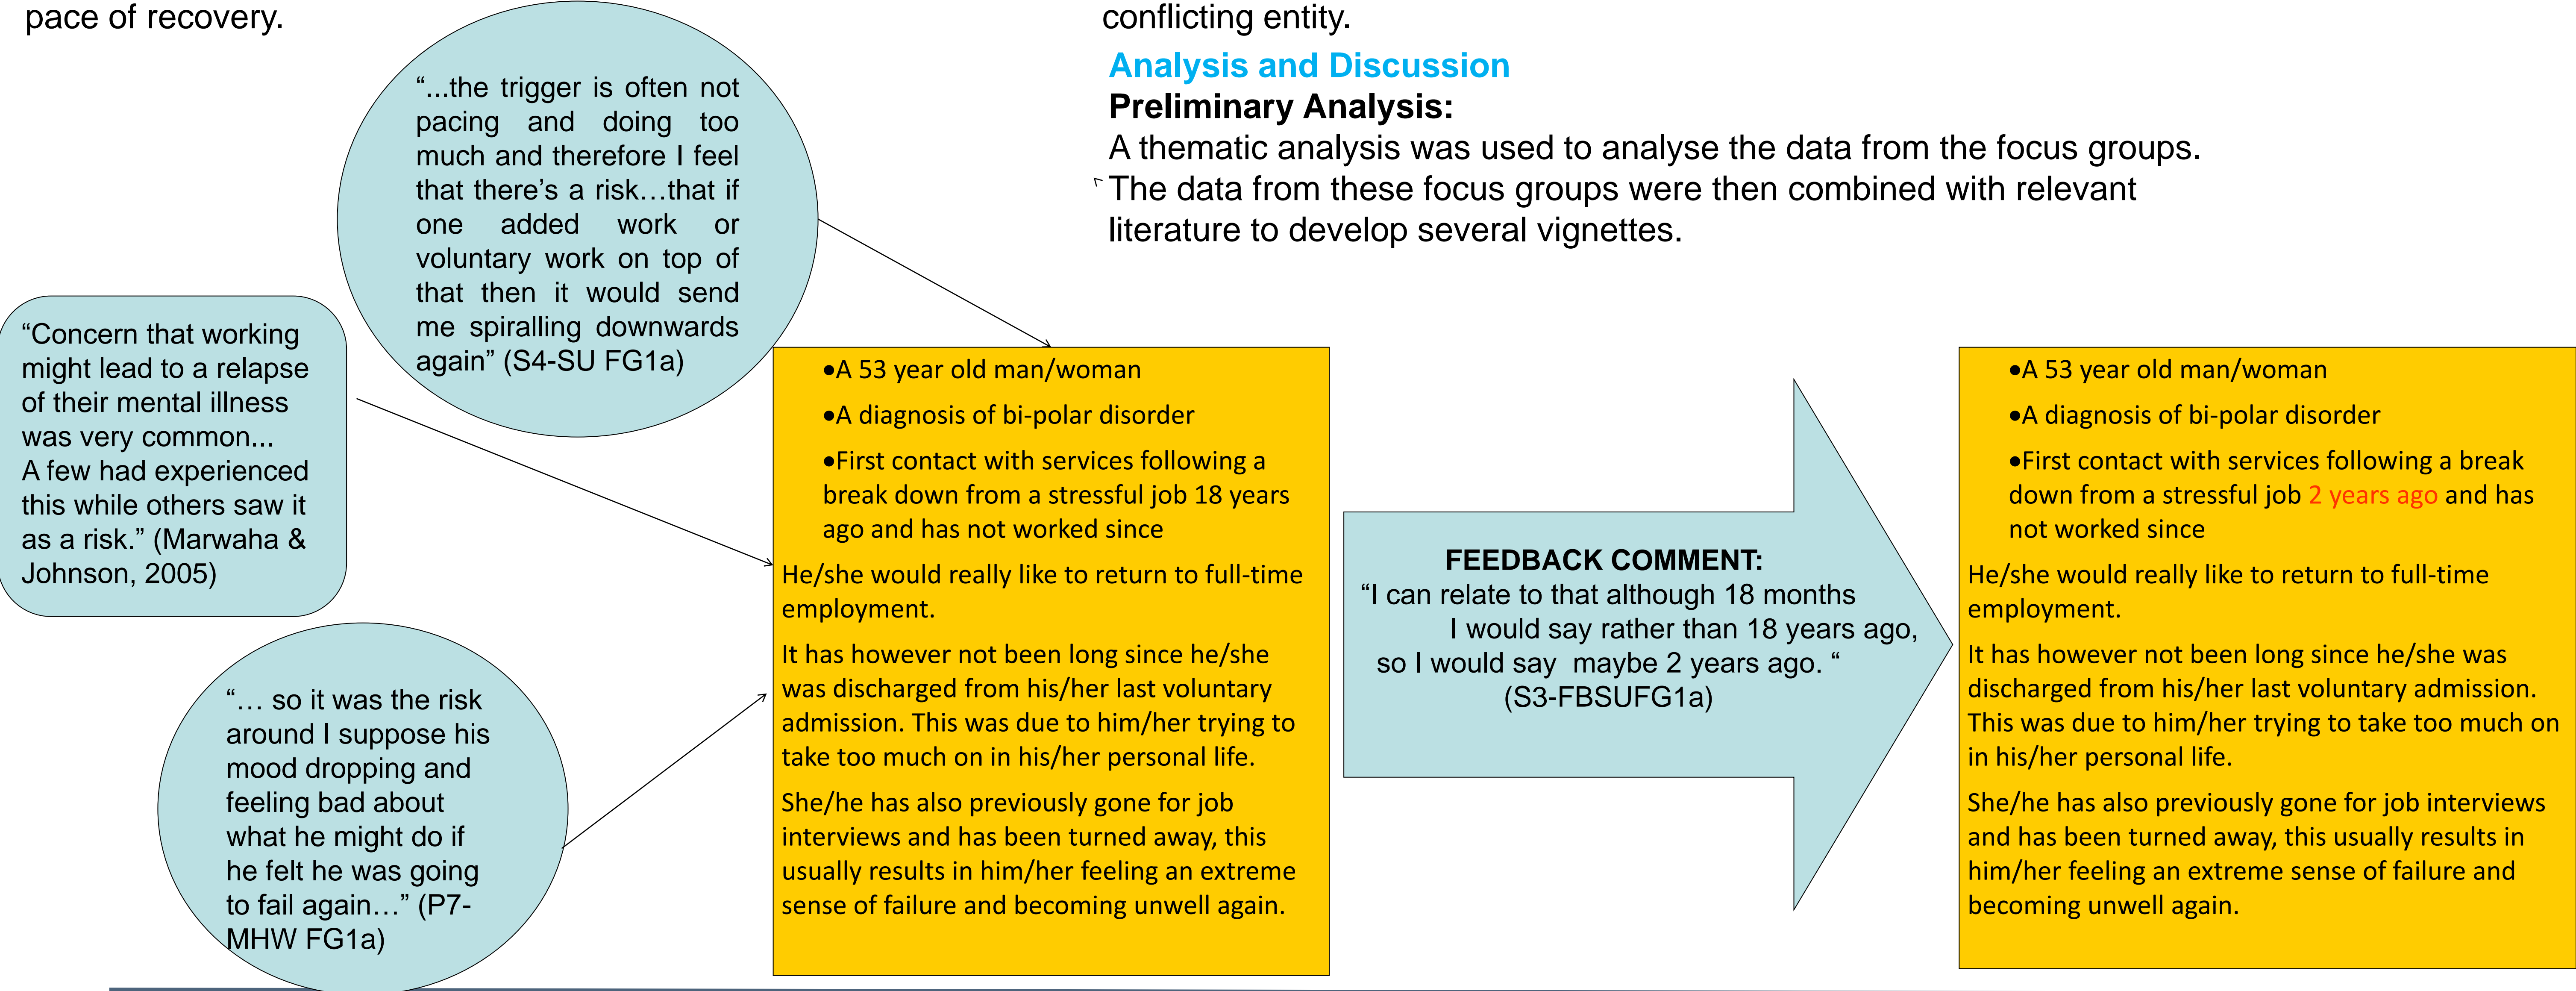 pace of recovery.
conflicting entity.
Analysis and Discussion
Preliminary Analysis:
A thematic analysis was used to analyse the data from the focus groups.
The data from these focus groups were then combined with relevant
literature to develop several vignettes.
“...the trigger is often not
pacing and doing too
much and therefore I feel
that there’s a risk…that if
one added work or
voluntary work on top of
that then it would send
me spiralling downwards
again” (S4-SU FG1a)
“Concern that working
might lead to a relapse
of their mental illness
was very common...
A few had experienced
this while others saw it
as a risk.” (Marwaha &
Johnson, 2005)
“… so it was the risk
around I suppose his
mood dropping and
feeling bad about
what he might do if
he felt he was going
to fail again…” (P7-
MHW FG1a)
•A 53 year old man/woman
•A diagnosis of bi-polar disorder
•First contact with services following a
break down from a stressful job 18 years
ago and has not worked since
He/she would really like to return to full-time
employment.
It has however not been long since he/she
was discharged from his/her last voluntary
admission. This was due to him/her trying to
take too much on in his/her personal life.
She/he has also previously gone for job
interviews and has been turned away, this
usually results in him/her feeling an extreme
sense of failure and becoming unwell again.
FEEDBACK COMMENT:
“I can relate to that although 18 months
I would say rather than 18 years ago,
so I would say  maybe 2 years ago. “
(S3-FBSUFG1a)
•A 53 year old man/woman
•A diagnosis of bi-polar disorder
•First contact with services following a break
down from a stressful job 2 years ago and has
not worked since
He/she would really like to return to full-time
employment.
It has however not been long since he/she was
discharged from his/her last voluntary admission.
This was due to him/her trying to take too much on
in his/her personal life.
She/he has also previously gone for job interviews
and has been turned away, this usually results in
him/her feeling an extreme sense of failure and
becoming unwell again.